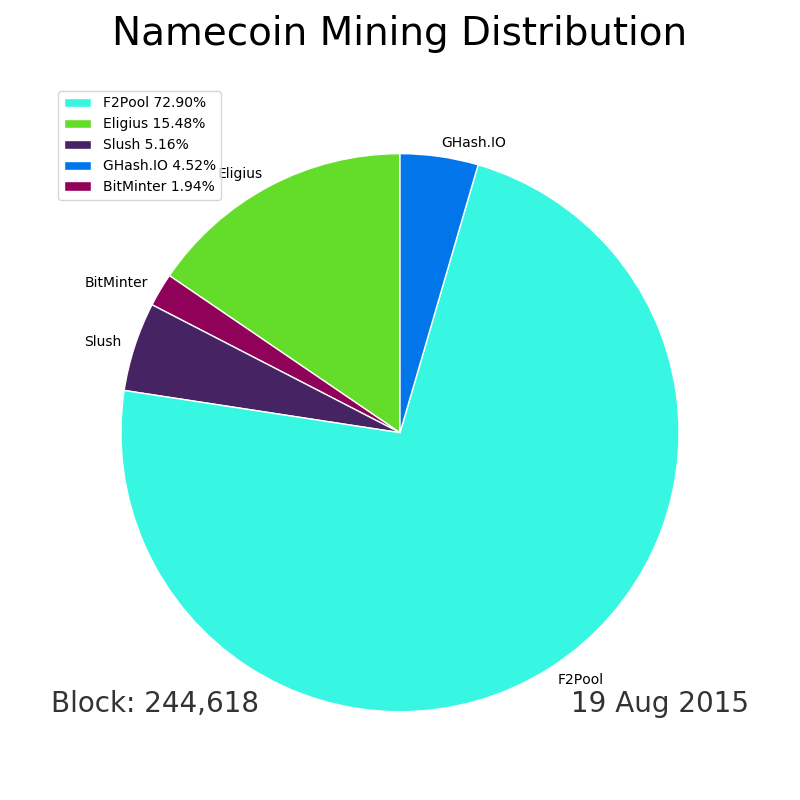 Namecoin Mining Distribution
F2Pool 72.90%
Eligius 15.48%
Slush 5.16%
GHash.IO 4.52%
BitMinter 1.94%
GHash.IO
Eligius
BitMinter
Slush
F2Pool
Block: 244,618
19 Aug 2015